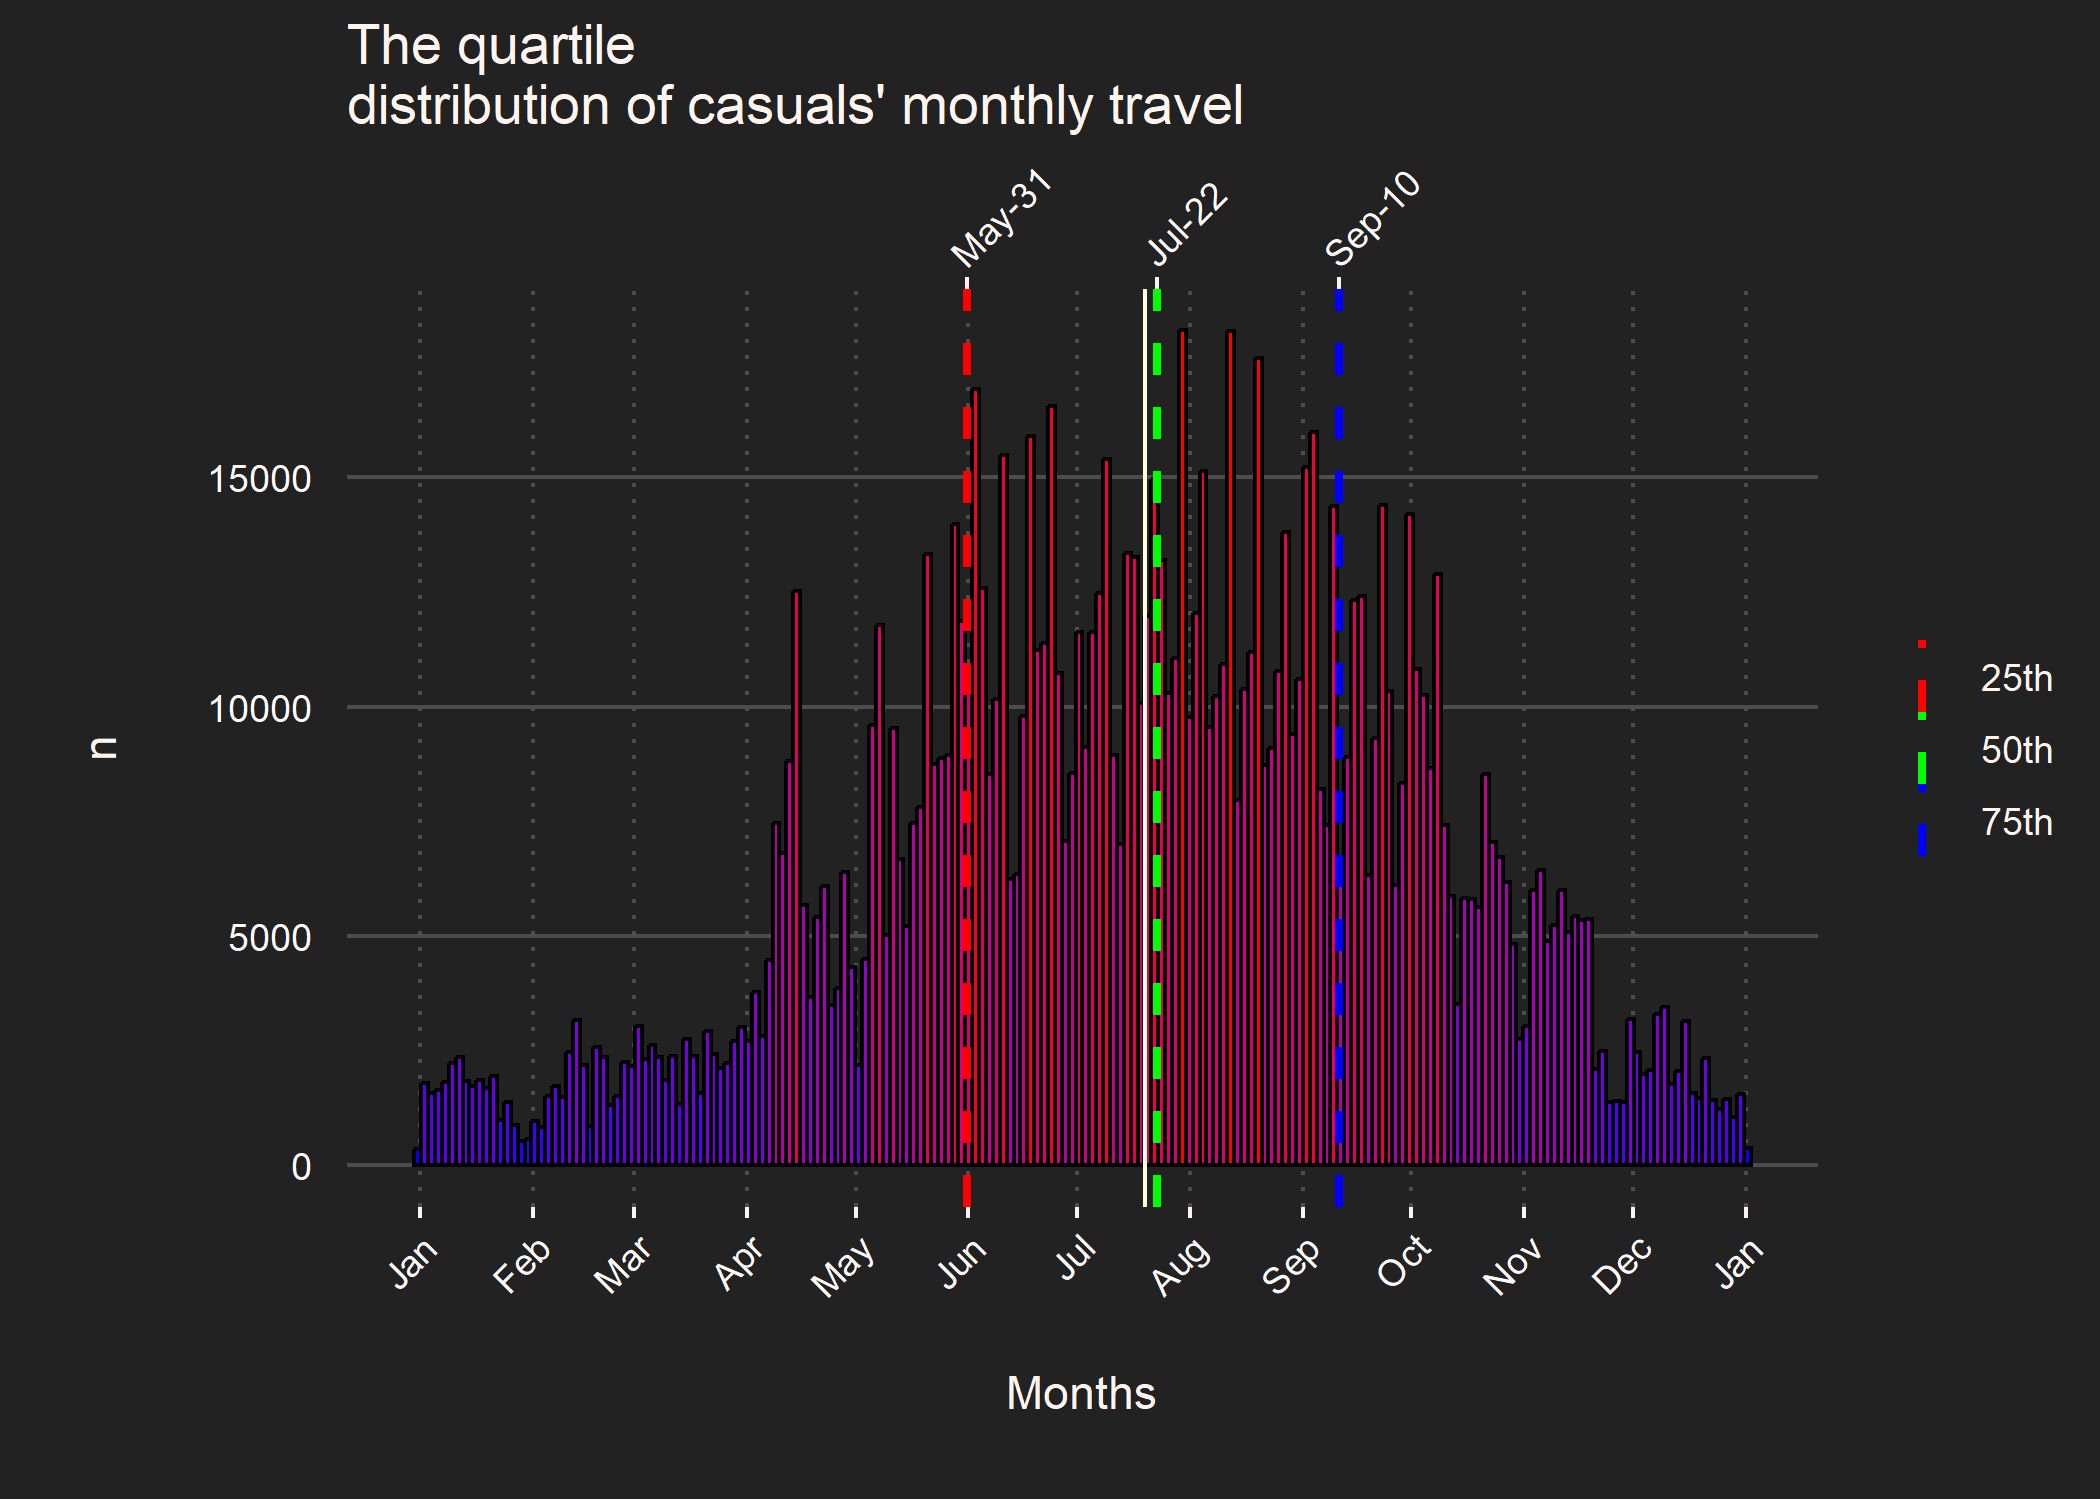 The quartile
distribution of casuals' monthly travel
May-31
Jul-22
Sep-10
15000
10000
5000
0
n
25th
50th
75th
Jan
Feb
Mar
Apr
May
Jun
Jul
Aug
Sep
Oct
Nov
Dec
Jan
Months